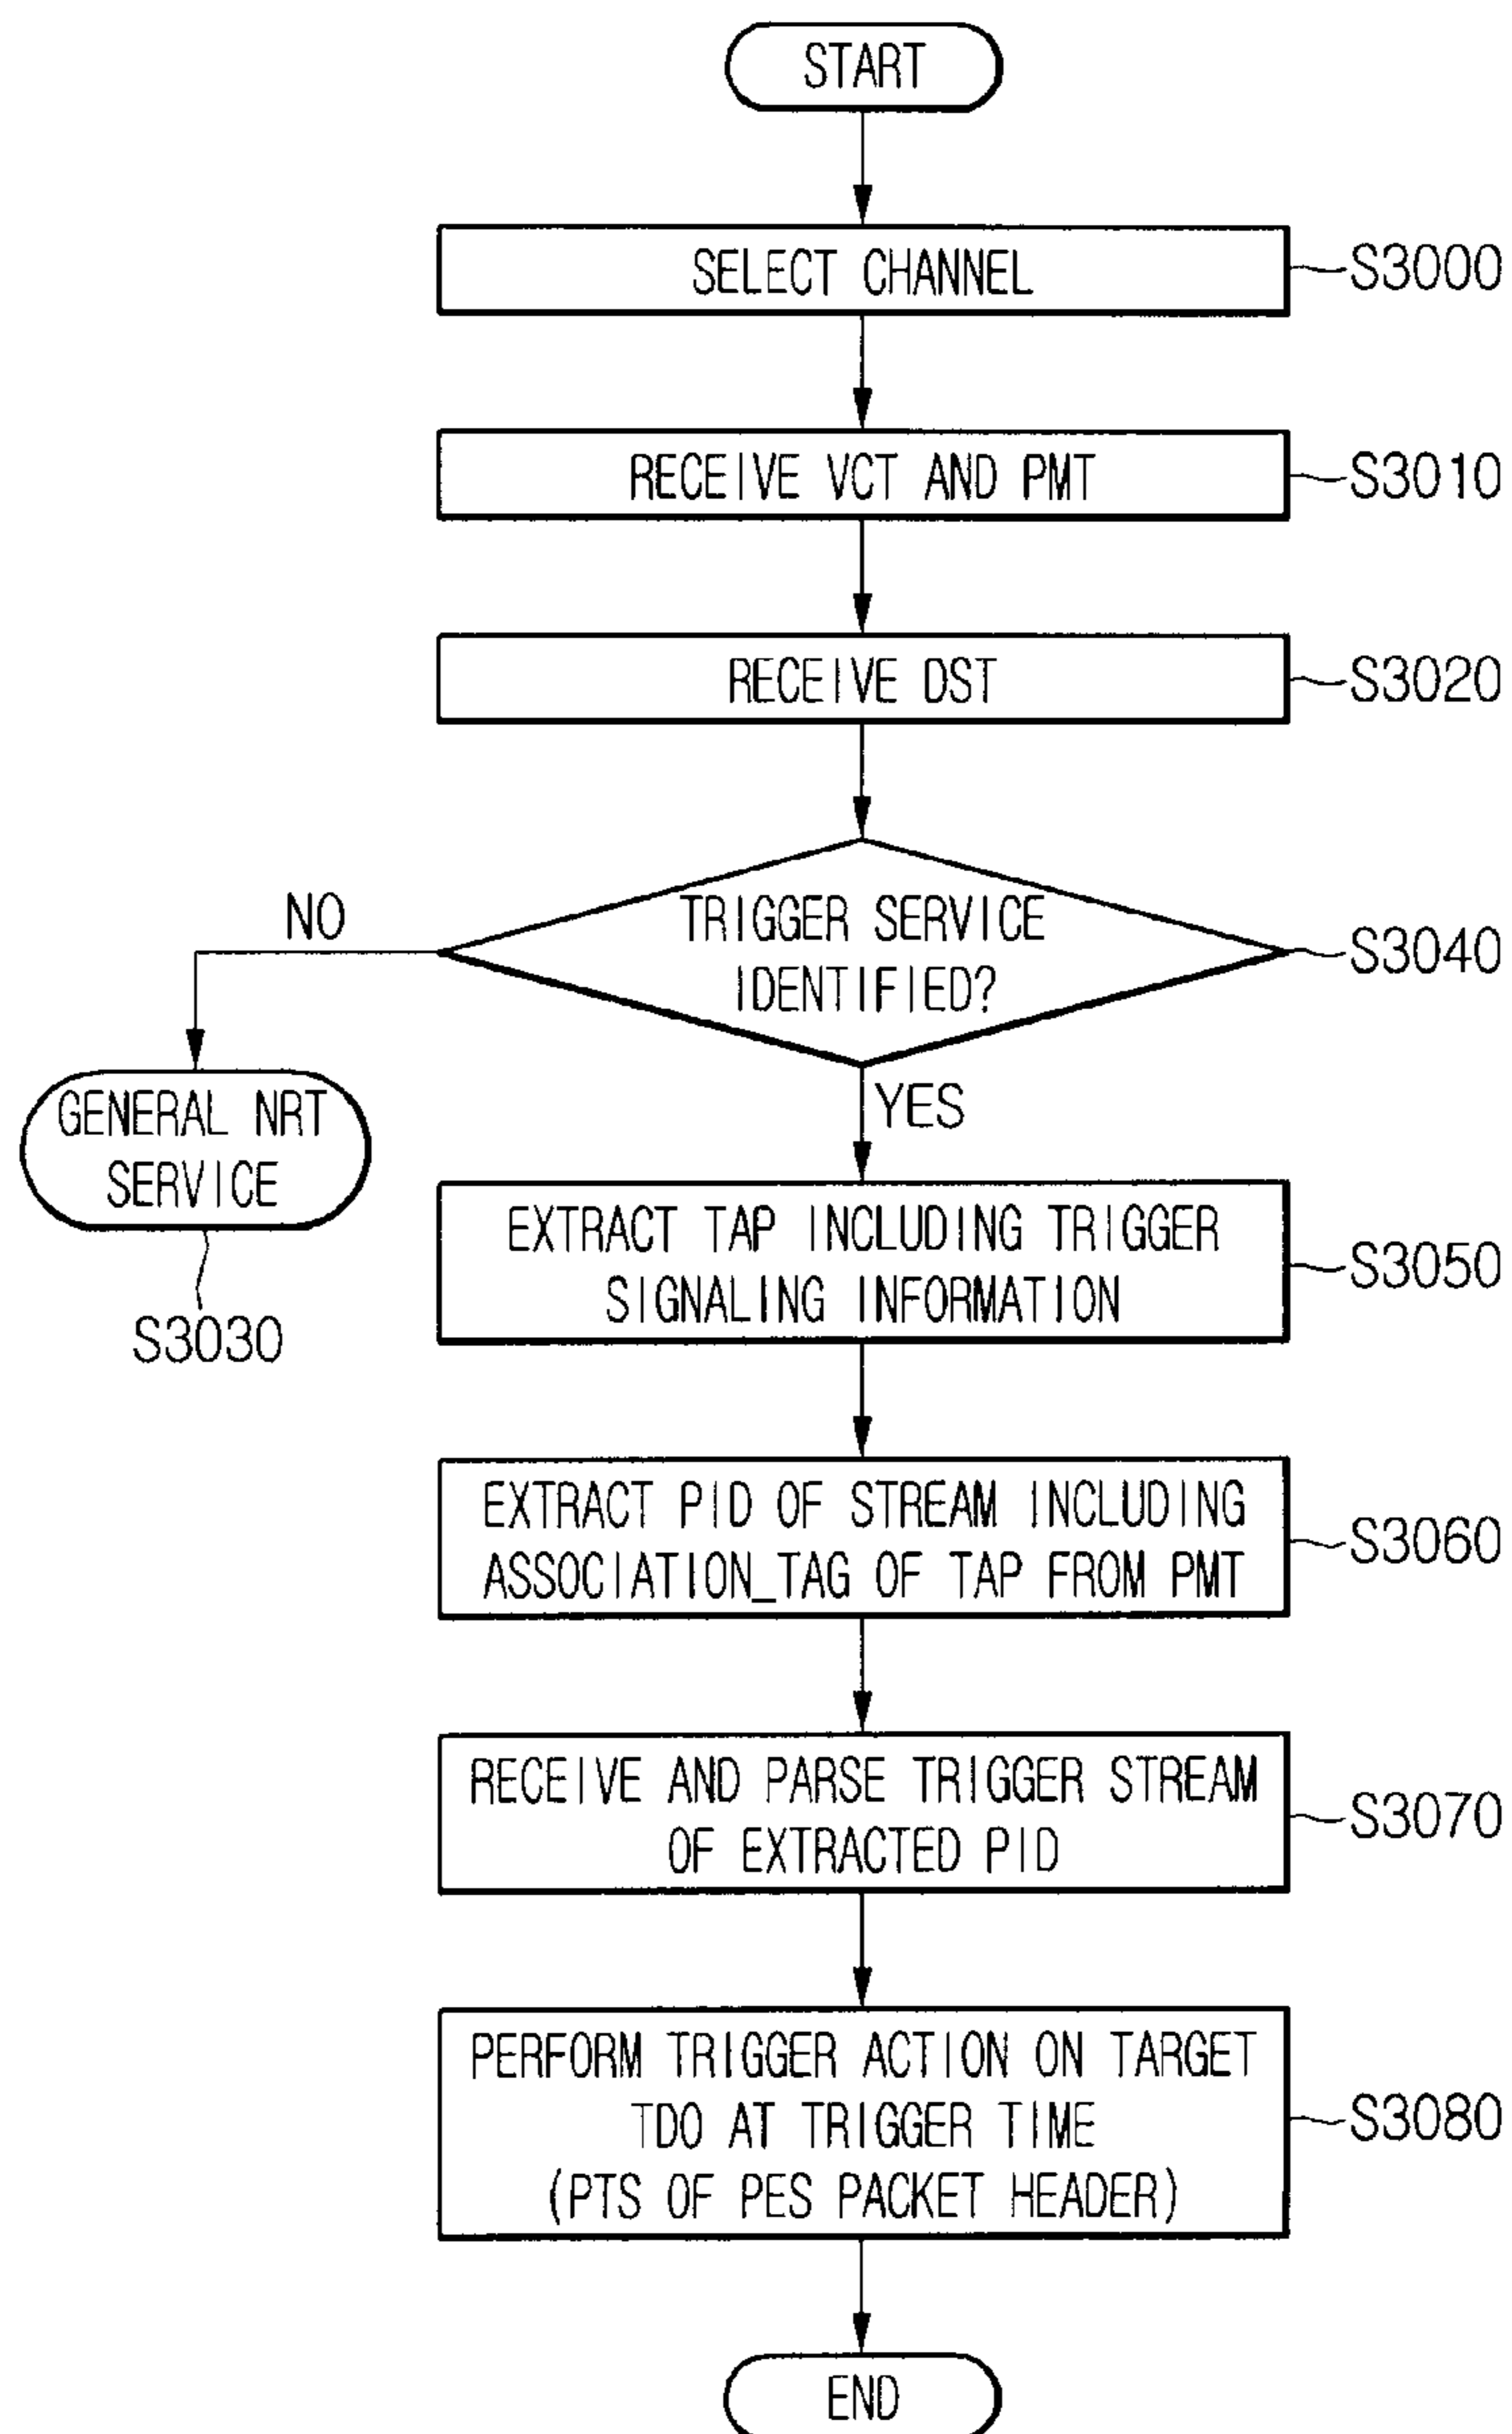 START
SELECT CHANNEL
S3000
RECEIVE VCT AND PMT
S3010
RECEIVE DST
S3020
TRIGGER SERVICE
IDENTIFIED?
S3040
NO
YES
GENERAL NRT
SERVICE
S3030
EXTRACT TAP INCLUDING TRIGGER
SIGNALING INFORMATION
S3050
EXTRACT PID OF STREAM INCLUDING
ASSOCIATION_TAG OF TAP FROM PMT
S3060
RECEIVE AND PARSE TRIGGER STREAM
OF EXTRACTED PID
S3070
PERFORM TRIGGER ACTION ON TARGET
TDO AT TRIGGER TIME
(PTS OF PES PACKET HEADER)
S3080
END